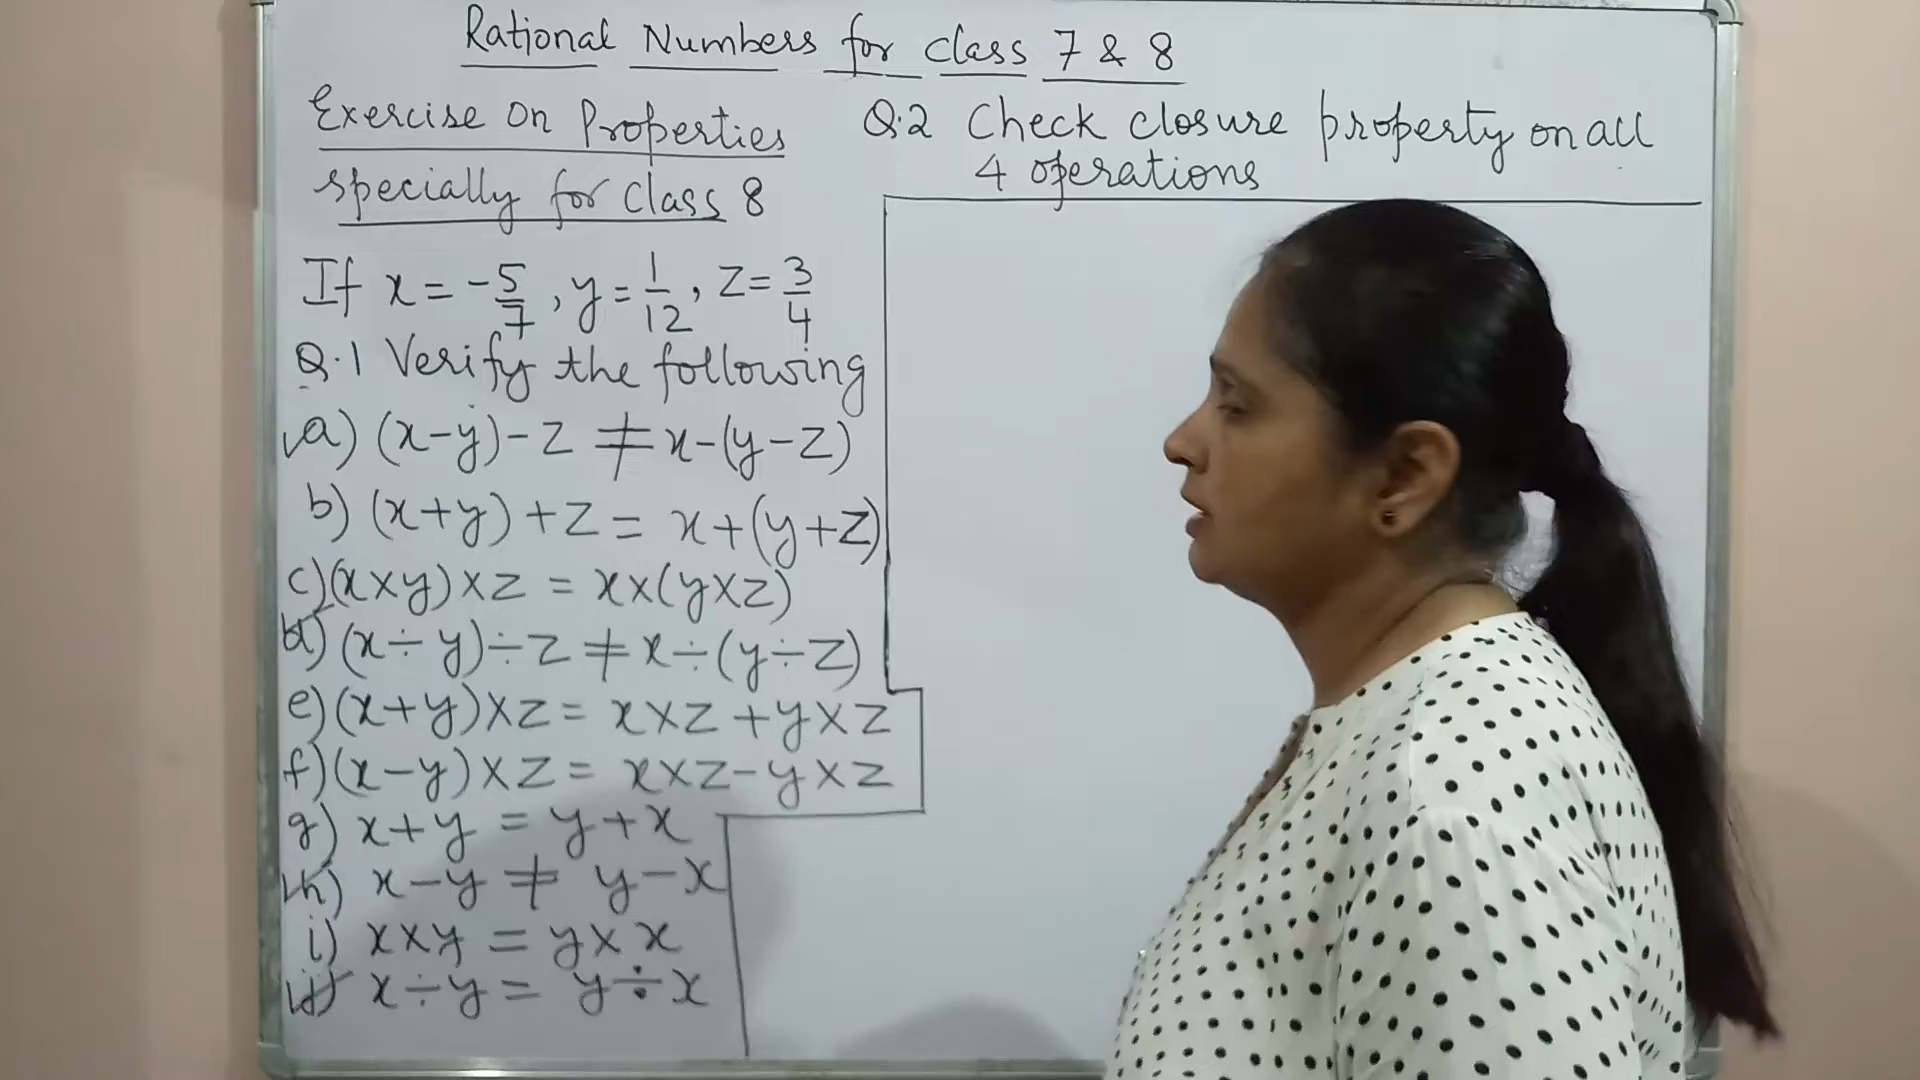 Rational Numbers for class 7 & 8
Exercise on Properties
specially for class 8
If x = -5/7, y = 1/12, z = 3/4
Q.1 Verify the following
a) (x-y)-z ≠ x-(y-z)
b) (x+y)+z = x+(y+z)
c) (x×y)×z = x×(y×z)
d) (x÷y)÷z ≠ x÷(y÷z)
e) (x+y)×z = x×z+y×z
f) (x-y)×z = x×z-y×z
g) x+y = y+x
h) x-y ≠ y-x
i) x×y = y×x
j) x÷y = y÷x
Q.2 Check closure property on all
4 operations